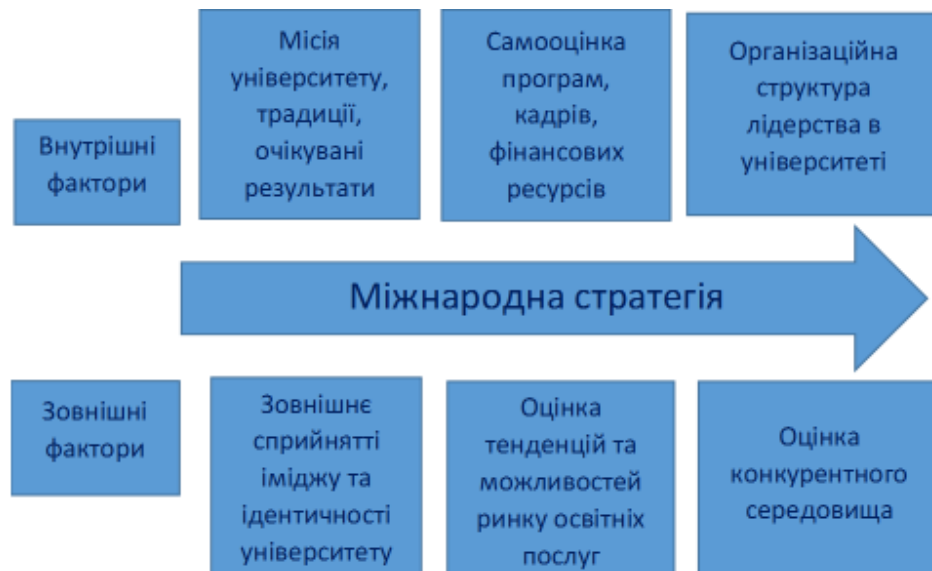 Внутрішні
фактори
Місія
університету,
традиції,
очікувані
результати
Самооцінка
програм,
кадрів,
фінансових
ресурсів
Організаційна
структура
лідерства в
університеті
Міжнародна стратегія
Зовнішні
фактори
Зовнішнє
сприйнятті
іміджу та
ідентичності
університету
Оцінка
тенденцій та
можливостей
ринку освітніх
послуг
Оцінка
конкурентного
середовища